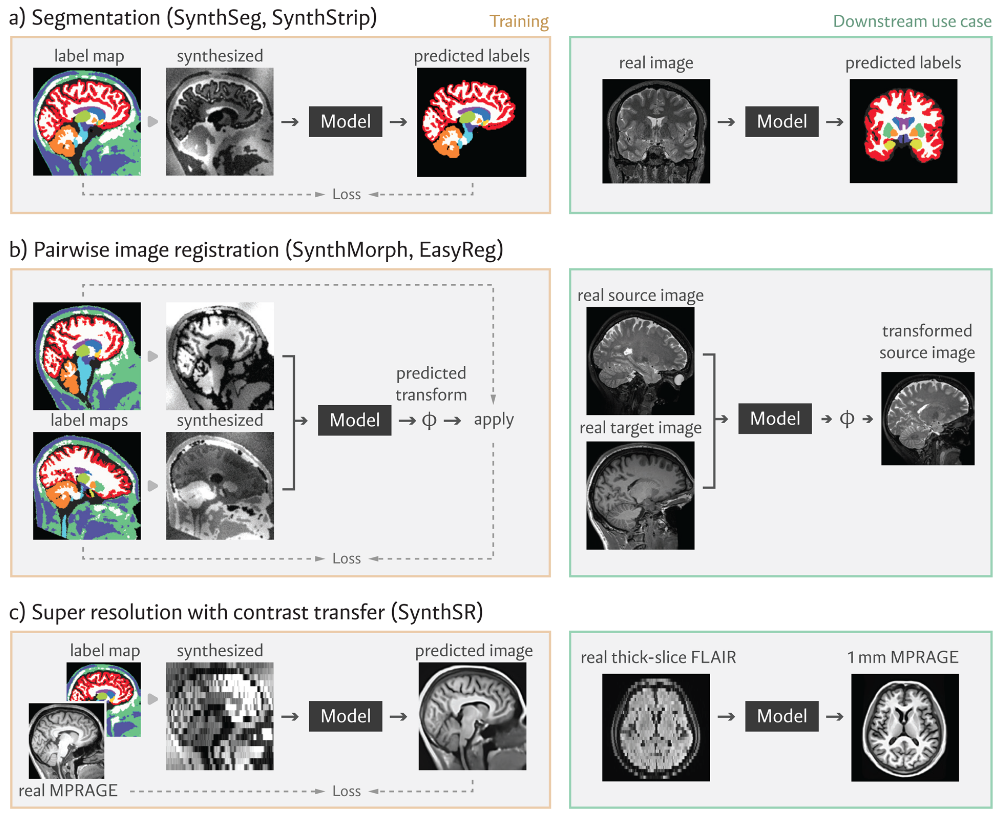 a) Segmentation (SynthSeg, SynthStrip)
Training
Downstream use case
label map
synthesized
predicted labels
Model
Loss
real image
predicted labels
Model
b) Pairwise image registration (SynthMorph, EasyReg)
label maps
synthesized
Model
predicted
transform
ϕ
apply
Loss
real source image
real target image
Model
ϕ
transformed
source image
c) Super resolution with contrast transfer (SynthSR)
label map
synthesized
predicted image
Model
real MPRAGE
Loss
real thick-slice FLAIR
1 mm MPRAGE
Model